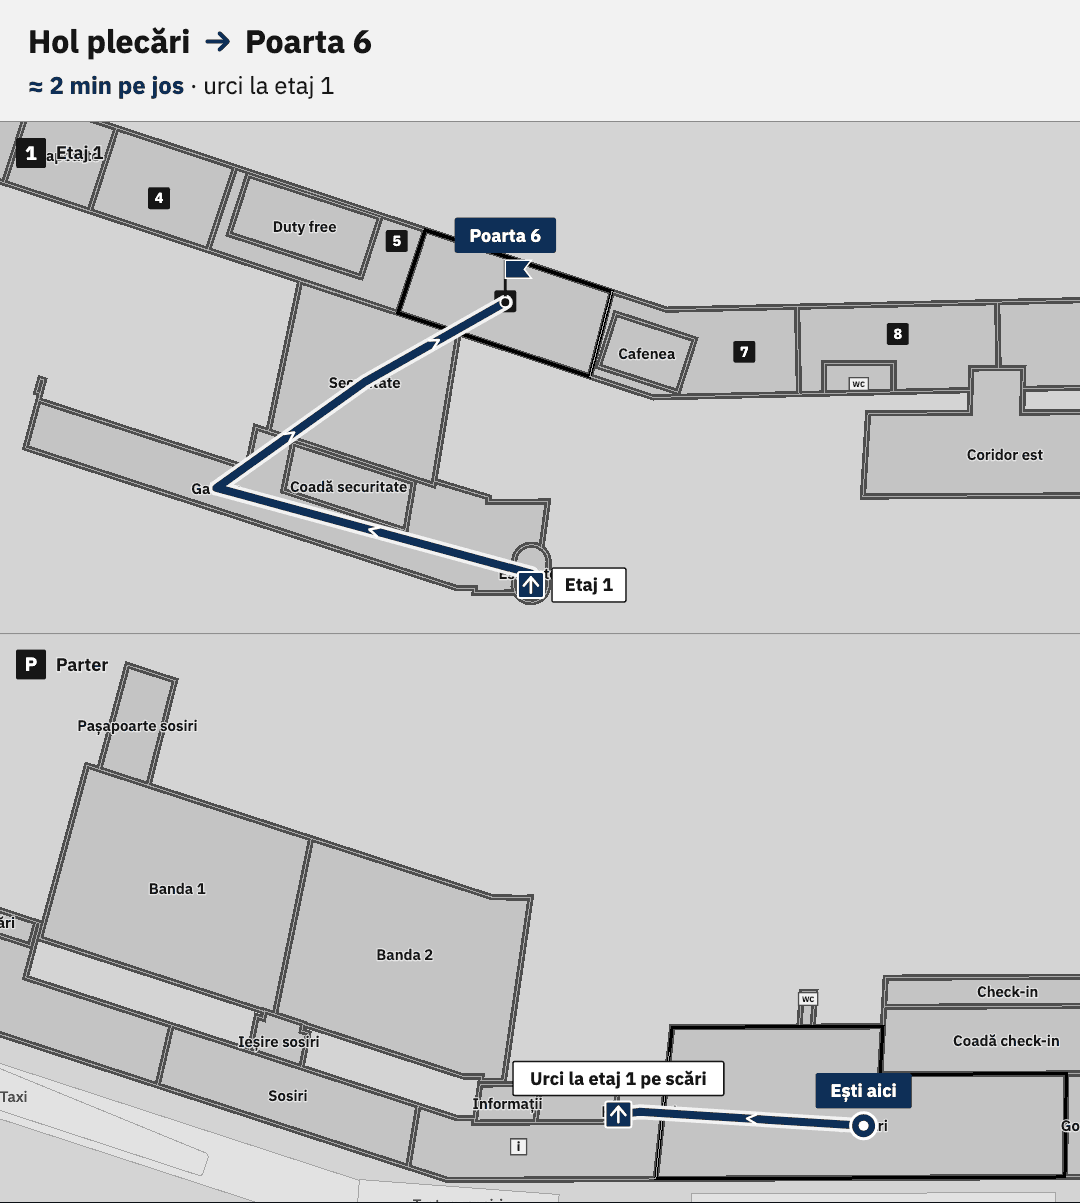 Hol plecări → Poarta 6
≈ 2 min pe jos · urci la etaj 1
1 Etaj 1
4
Duty free
5
Poarta 6
8
Cafenea
7
WC
Securitate
Coridor est
Coadă securitate
Etaj 1
P Parter
Pașapoarte sosiri
Banda 1
ări
Banda 2
WC
Check-in
Ieșire sosiri
Coadă check-in
Urci la etaj 1 pe scări
Ești aici
Taxi
Sosiri
Informații
i
ri
Go